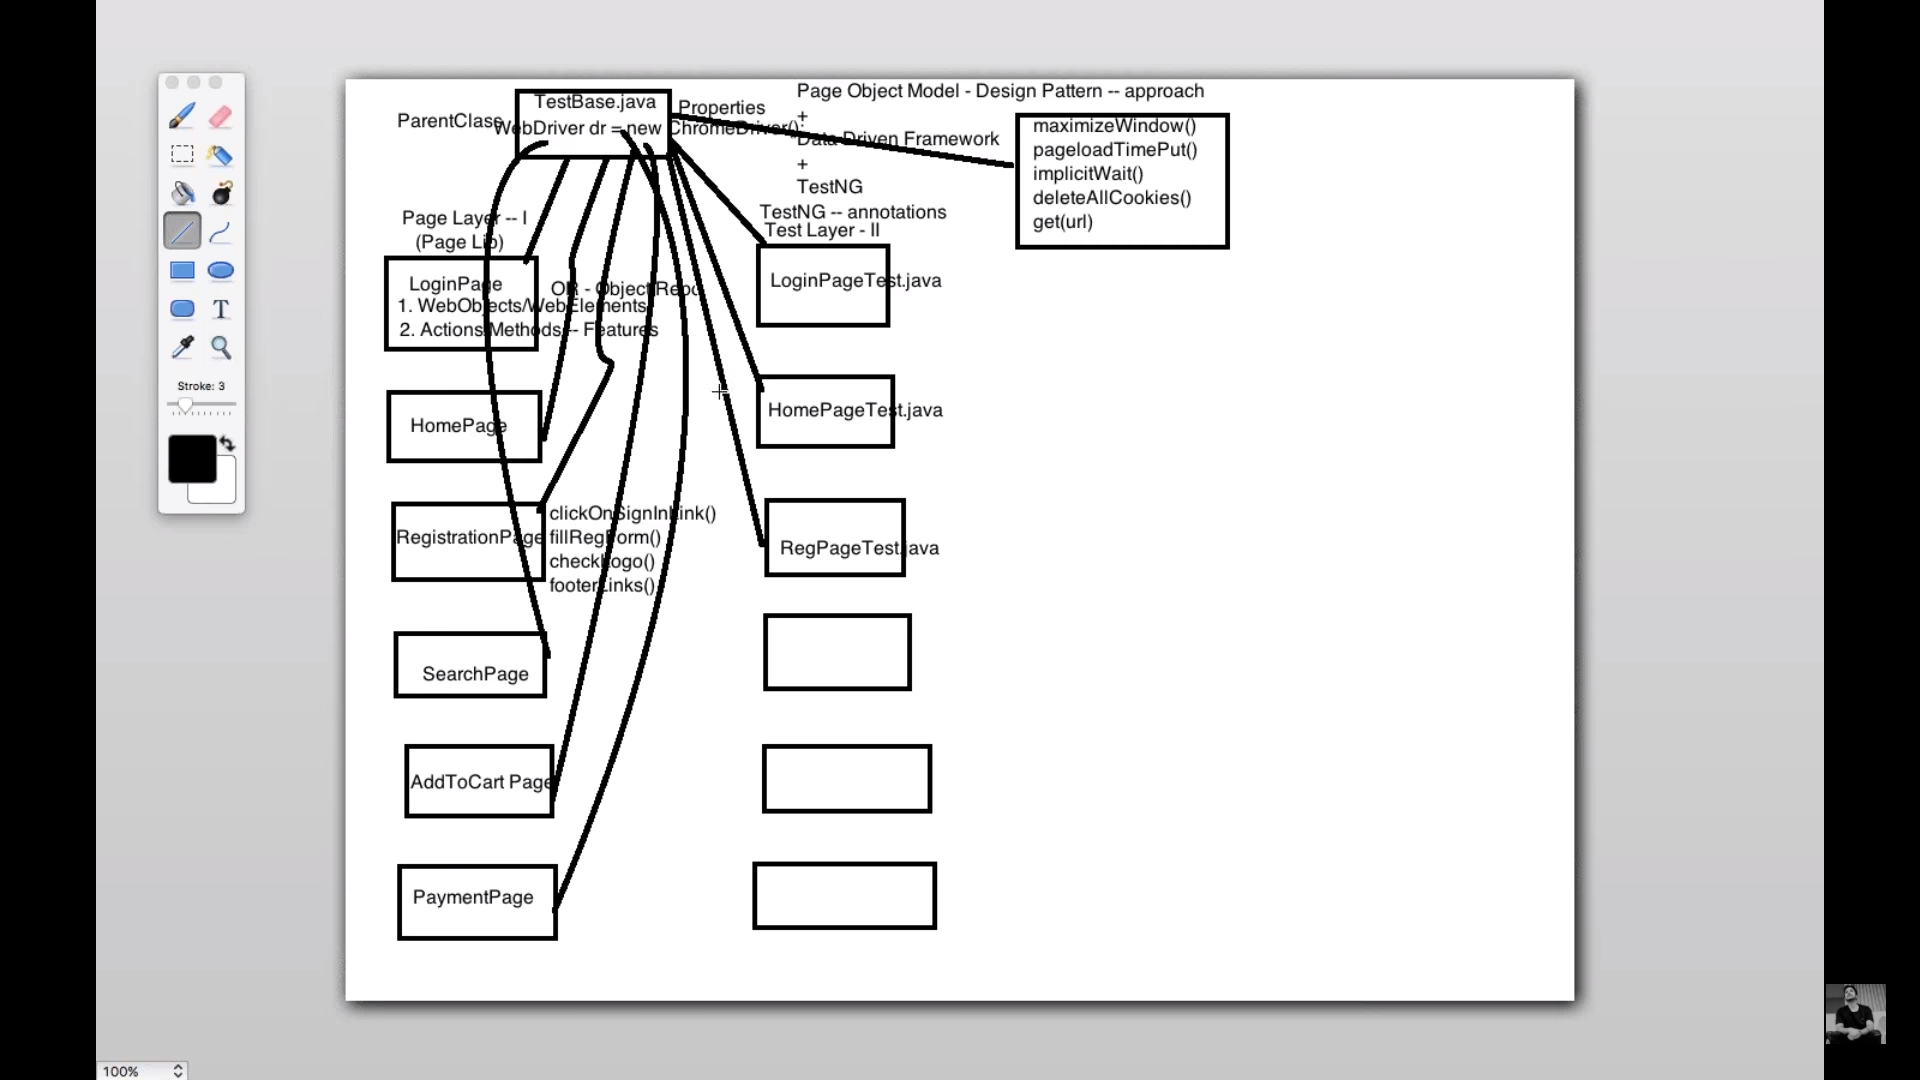 Page Object Model - Design Pattern -- approach
+
Data Driven Framework
+
TestNG
TestBase.java
Properties
ParentClass
WebDriver dr = new ChromeDriver();
maximizeWindow()
pageloadTimePut()
implicitWait()
deleteAllCookies()
get(url)
Page Layer -- I
(Page Lib)
TestNG -- annotations
Test Layer - II
LoginPage
OR - Object Repo
1. WebObjects/WebElements
2. Actions/Methods -- Features
LoginPageTest.java
HomePage
HomePageTest.java
RegistrationPage
clickOnSignInLink()
fillRegForm()
checkLogo()
footerLinks()
RegPageTest.java
SearchPage
AddToCart Page
PaymentPage
T
Stroke: 3
100%